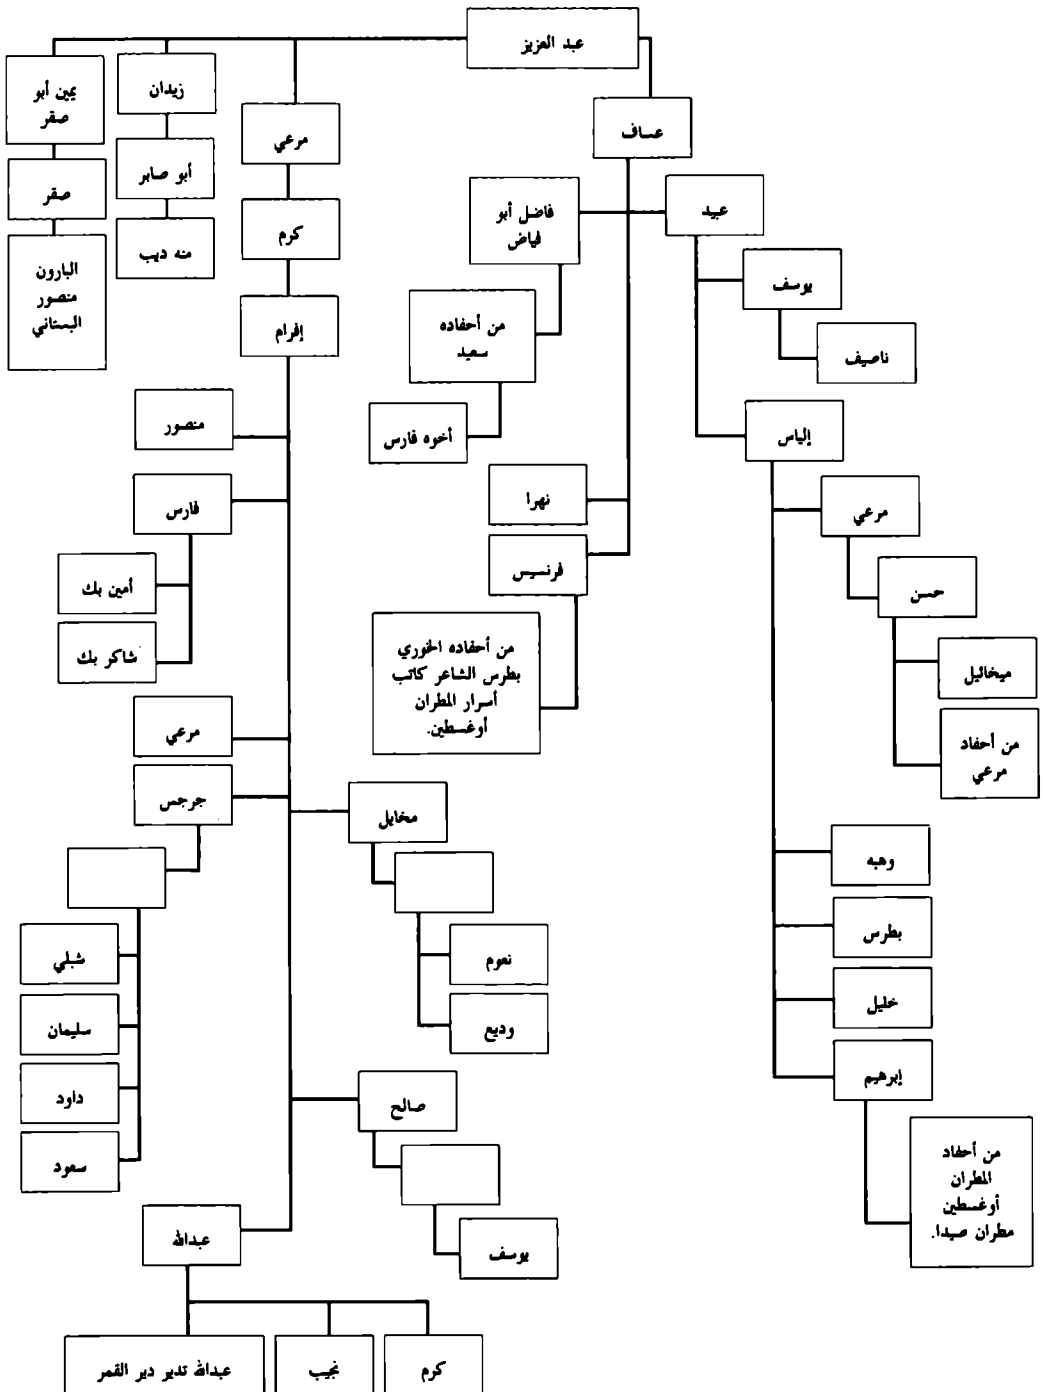 عبد العزيز
يمين أبو
صقر
زيدان
مرعي
عساف
صقر
أبو صابر
كرم
فاضل أبو
فياض
عبيد
البارون
منصور
البستاني
منه ديب
إفرام
من أحفاده
سعيد
يوسف
ناصيف
منصور
أخوه فارس
إلياس
فارس
نهرا
مرعي
أمين بك
فرنسيس
حسن
شاكر بك
من أحفاده الخوري
بطرس الشاعر كاتب
أسرار المطران
أوغسطين.
ميخائيل
مرعي
من أحفاد
مرعي
جرجس
مخايل
وهبه
شبلي
نعوم
بطرس
سليمان
وديع
خليل
داود
صالح
إبرهيم
سعود
من أحفاد
المطران
أوغسطين
مطران صيدا.
عبدالله
يوسف
عبدالله تدير دير القمر
نجيب
كرم